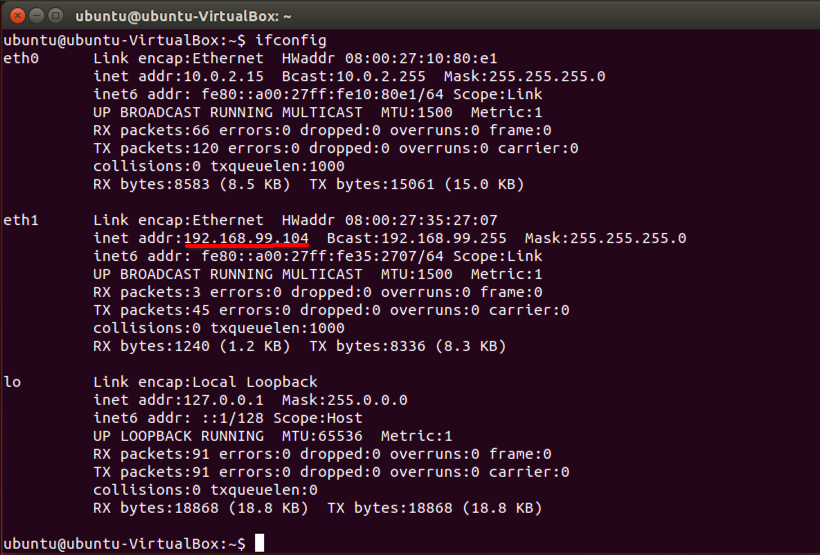 ubuntu@ubuntu-VirtualBox: ~
ubuntu@ubuntu-VirtualBox:~$ ifconfig
eth0      Link encap:Ethernet  HWaddr 08:00:27:10:80:e1
          inet addr:10.0.2.15  Bcast:10.0.2.255  Mask:255.255.255.0
          inet6 addr: fe80::a00:27ff:fe10:80e1/64 Scope:Link
          UP BROADCAST RUNNING MULTICAST  MTU:1500  Metric:1
          RX packets:66 errors:0 dropped:0 overruns:0 frame:0
          TX packets:120 errors:0 dropped:0 overruns:0 carrier:0
          collisions:0 txqueuelen:1000
          RX bytes:8583 (8.5 KB)  TX bytes:15061 (15.0 KB)
eth1      Link encap:Ethernet  HWaddr 08:00:27:35:27:07
          inet addr:192.168.99.104  Bcast:192.168.99.255  Mask:255.255.255.0
          inet6 addr: fe80::a00:27ff:fe35:2707/64 Scope:Link
          UP BROADCAST RUNNING MULTICAST  MTU:1500  Metric:1
          RX packets:3 errors:0 dropped:0 overruns:0 frame:0
          TX packets:45 errors:0 dropped:0 overruns:0 carrier:0
          collisions:0 txqueuelen:1000
          RX bytes:1240 (1.2 KB)  TX bytes:8336 (8.3 KB)
lo        Link encap:Local Loopback
          inet addr:127.0.0.1  Mask:255.0.0.0
          inet6 addr: ::1/128 Scope:Host
          UP LOOPBACK RUNNING  MTU:65536  Metric:1
          RX packets:91 errors:0 dropped:0 overruns:0 frame:0
          TX packets:91 errors:0 dropped:0 overruns:0 carrier:0
          collisions:0 txqueuelen:0
          RX bytes:18868 (18.8 KB)  TX bytes:18868 (18.8 KB)
ubuntu@ubuntu-VirtualBox:~$